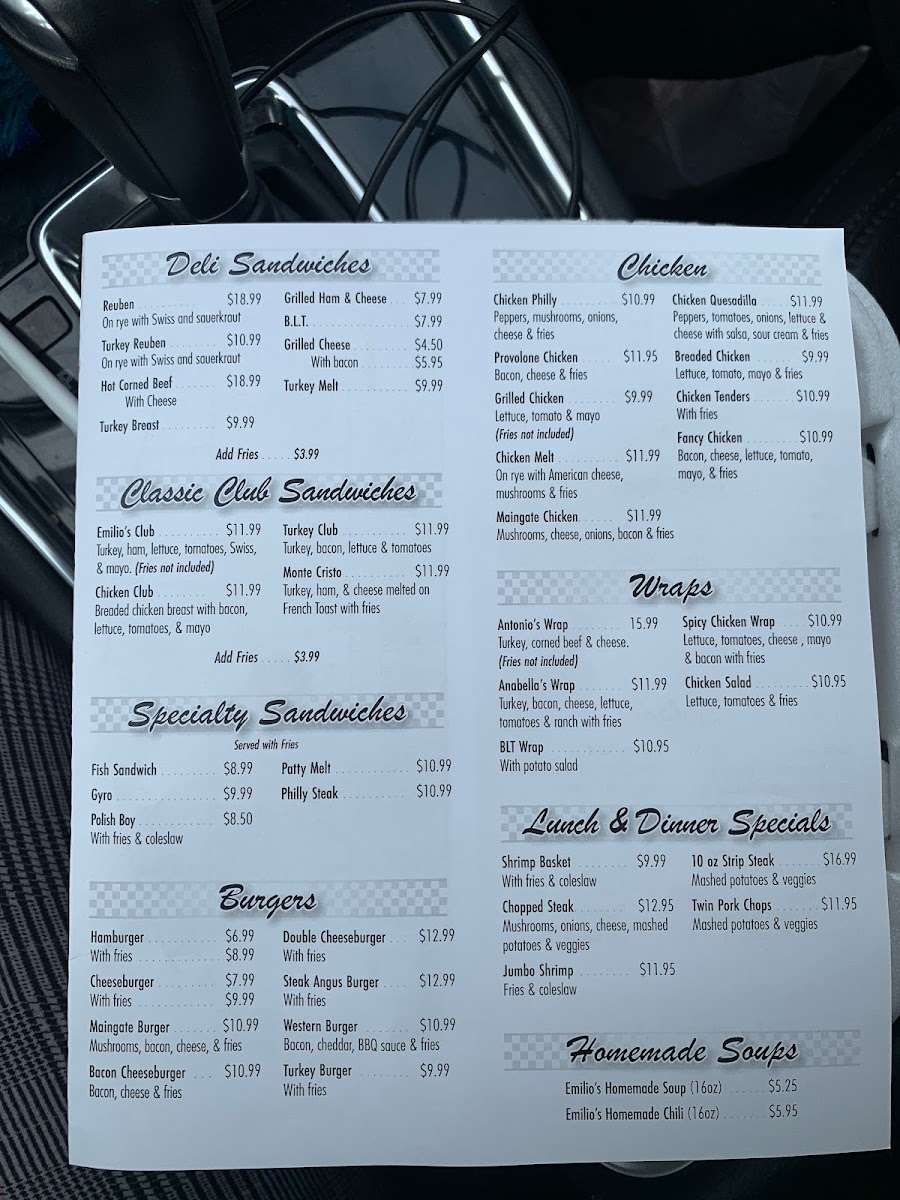 Deli Sandwiches
Reuben .......... $18.99
On rye with Swiss and sauerkraut
Turkey Reuben ........ $10.99
On rye with Swiss and sauerkraut
Hot Corned Beef ....... $18.99
With Cheese
Turkey Breast ......... $9.99
Grilled Ham & Cheese ... $7.99
B.L.T. .............. $7.99
Grilled Cheese ......... $4.50
With bacon ......... $5.95
Turkey Melt .......... $9.99
Add Fries ..... $3.99
Classic Club Sandwiches
Emilio's Club ......... $11.99
Turkey, ham, lettuce, tomatoes, Swiss,
& mayo. (Fries not included)
Chicken Club ........ $11.99
Breaded chicken breast with bacon,
lettuce, tomatoes, & mayo
Turkey Club .......... $11.99
Turkey, bacon, lettuce & tomatoes
Monte Cristo .......... $11.99
Turkey, ham, & cheese melted on
French Toast with fries
Add Fries ..... $3.99
Specialty Sandwiches
Served with Fries
Fish Sandwich ......... $8.99
Gyro ............... $9.99
Polish Boy ........... $8.50
With fries & coleslaw
Patty Melt ............ $10.99
Philly Steak ........... $10.99
Burgers
Hamburger ........... $6.99
With fries ............. $8.99
Cheeseburger ......... $7.99
With fries ............. $9.99
Maingate Burger ....... $10.99
Mushrooms, bacon, cheese, & fries
Bacon Cheeseburger ... $10.99
Bacon, cheese & fries
Double Cheeseburger ... $12.99
With fries
Steak Angus Burger .... $12.99
With fries
Western Burger ....... $10.99
Bacon, cheddar, BBQ sauce & fries
Turkey Burger ........ $9.99
With fries
Chicken
Chicken Philly ......... $10.99
Peppers, mushrooms, onions,
cheese & fries
Provolone Chicken ...... $11.95
Bacon, cheese & fries
Grilled Chicken ........ $9.99
Lettuce, tomato & mayo
(Fries not included)
Chicken Melt .......... $11.99
On rye with American cheese,
mushrooms & fries
Maingate Chicken ...... $11.99
Mushrooms, cheese, onions, bacon & fries
Chicken Quesadilla ..... $11.99
Peppers, tomatoes, onions, lettuce &
cheese with salsa, sour cream & fries
Breaded Chicken ....... $9.99
Lettuce, tomato, mayo & fries
Chicken Tenders ....... $10.99
With fries
Fancy Chicken ......... $10.99
Bacon, cheese, lettuce, tomato,
mayo, & fries
Wraps
Antonio's Wrap ........ 15.99
Turkey, corned beef & cheese.
(Fries not included)
Anabella's Wrap ....... $11.99
Turkey, bacon, cheese, lettuce,
tomatoes & ranch with fries
BLT Wrap ............ $10.95
With potato salad
Spicy Chicken Wrap .... $10.99
Lettuce, tomatoes, cheese , mayo
& bacon with fries
Chicken Salad ......... $10.95
Lettuce, tomatoes & fries
Lunch & Dinner Specials
Shrimp Basket ........ $9.99
With fries & coleslaw
Chopped Steak ........ $12.95
Mushrooms, onions, cheese, mashed
potatoes & veggies
Jumbo Shrimp ........ $11.95
Fries & coleslaw
10 oz Strip Steak ...... $16.99
Mashed potatoes & veggies
Twin Pork Chops ....... $11.95
Mashed potatoes & veggies
Homemade Soups
Emilio's Homemade Soup (16oz) ....... $5.25
Emilio's Homemade Chili (16oz) ....... $5.95